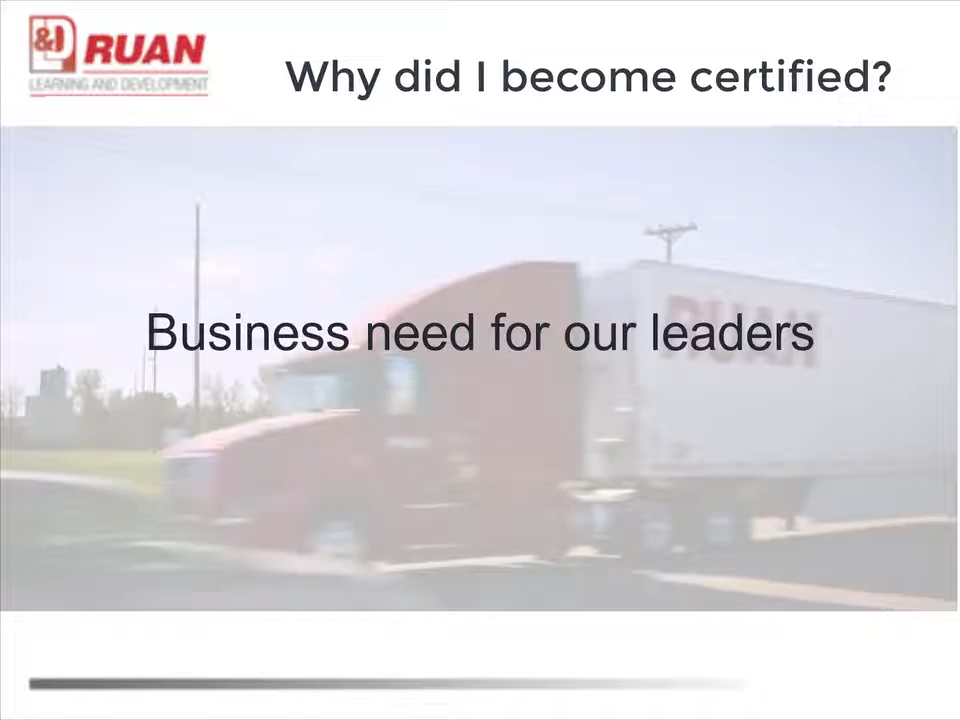 L&D RUAN
LEARNING AND DEVELOPMENT
Why did I become certified?
Business need for our leaders
RUAN